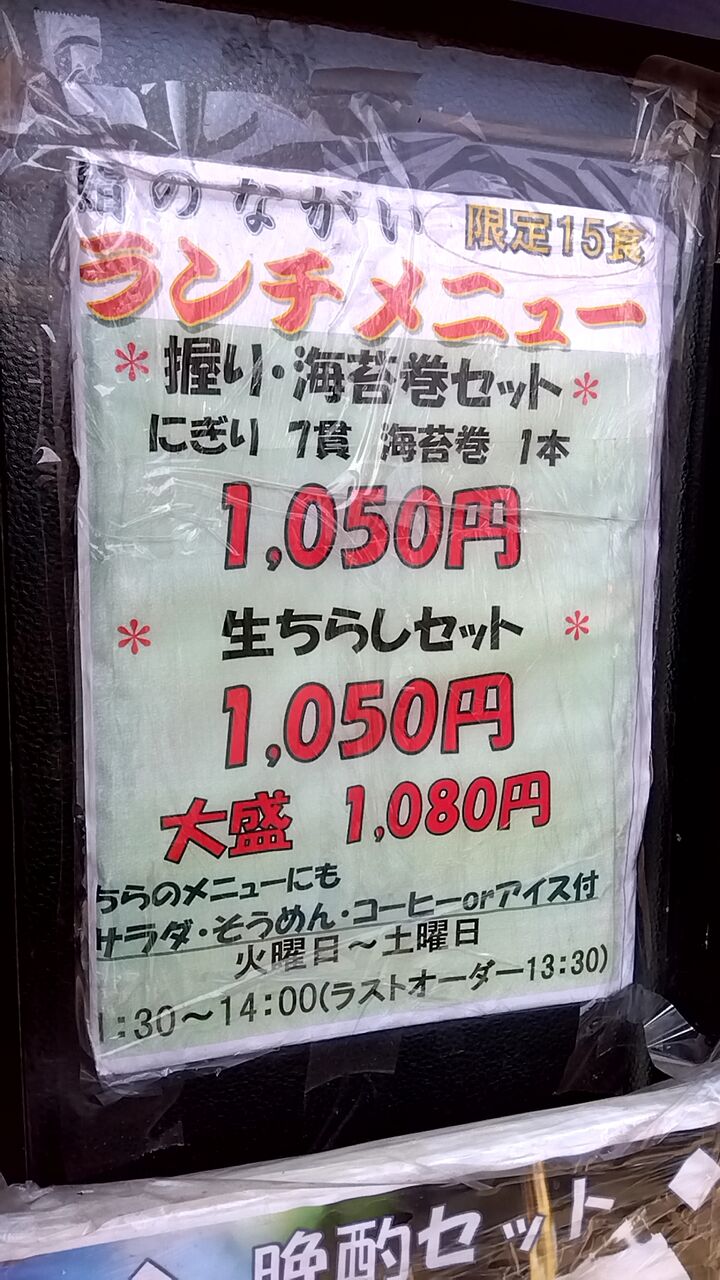 のながい 限定15食
ランチメニュー
＊握り・海苔巻セット＊
にぎり 7貫 海苔巻 1本
1,050円
＊ 生ちらしセット ＊
1,050円
大盛 1,080円
ちらのメニューにも
サラダ・そうめん・コーヒーorアイス付
火曜日～土曜日
1:30～14:00(ラストオーダー13:30)
晩酌セット